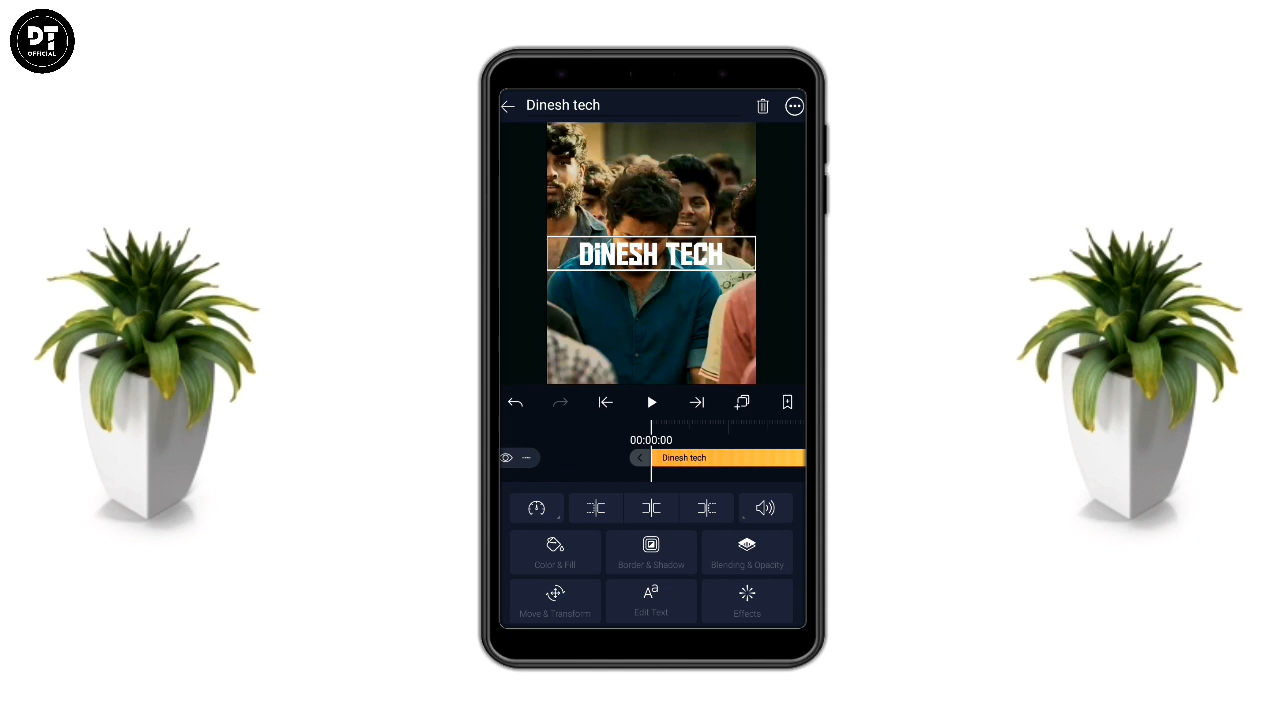 DT
OFFICIAL
Dinesh tech
DiNESH TECH
00:00:00
Dinesh tech
Color & Fill
Border & Shadow
Blending & Opacity
Move & Transform
Edit Text
Effects